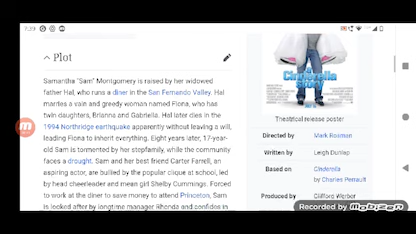 7:39
Plot
Samantha "Sam" Montgomery is raised by her widowed
father Hal, who runs a diner in the San Fernando Valley. Hal
marries a vain and greedy woman named Fiona, who has
twin daughters, Brianna and Gabriella. Hal later dies in the
1994 Northridge earthquake apparently without leaving a will,
leading Fiona to inherit everything. Eight years later, 17-year-
old Sam is tormented by her stepfamily, while the community
faces a drought. Sam and her best friend Carter Farrell, an
aspiring actor, are bullied by the popular clique at school, led
by head cheerleader and mean girl Shelby Cummings. Forced
to work at the diner to save money to attend Princeton, Sam
is looked after by longtime manager Rhonda and confides in
A
Cinderella
Story
Theatrical release poster
Directed by Mark Rosman
Written by Leigh Dunlap
Based on Cinderella
by Charles Perrault
Produced by Clifford Werber
Recorded by Mobizen